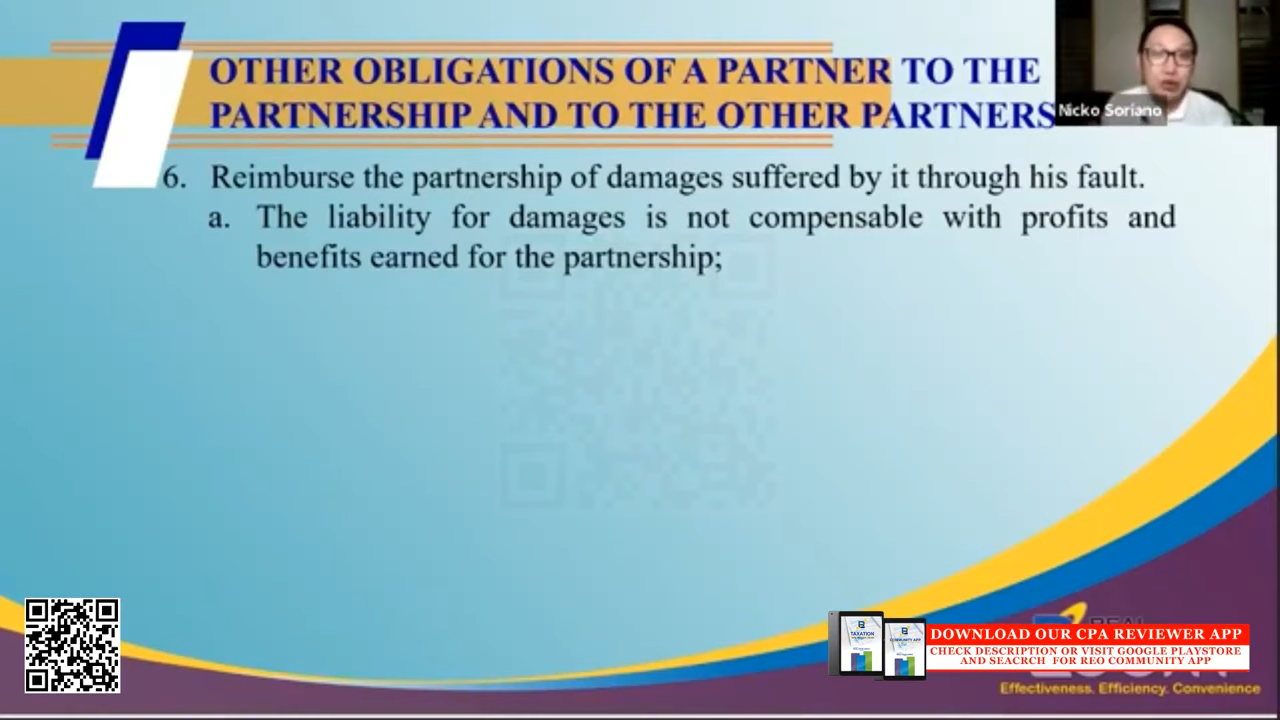 OTHER OBLIGATIONS OF A PARTNER TO THE
PARTNERSHIP AND TO THE OTHER PARTNERS
Nicko Soriano
6. Reimburse the partnership of damages suffered by it through his fault.
a. The liability for damages is not compensable with profits and
benefits earned for the partnership;
TAXATION
DOWNLOAD OUR CPA REVIEWER APP
CHECK DESCRIPTION OR VISIT GOOGLE PLAYSTORE
AND SEACRCH FOR REO COMMUNITY APP
Effectiveness. Efficiency. Convenience